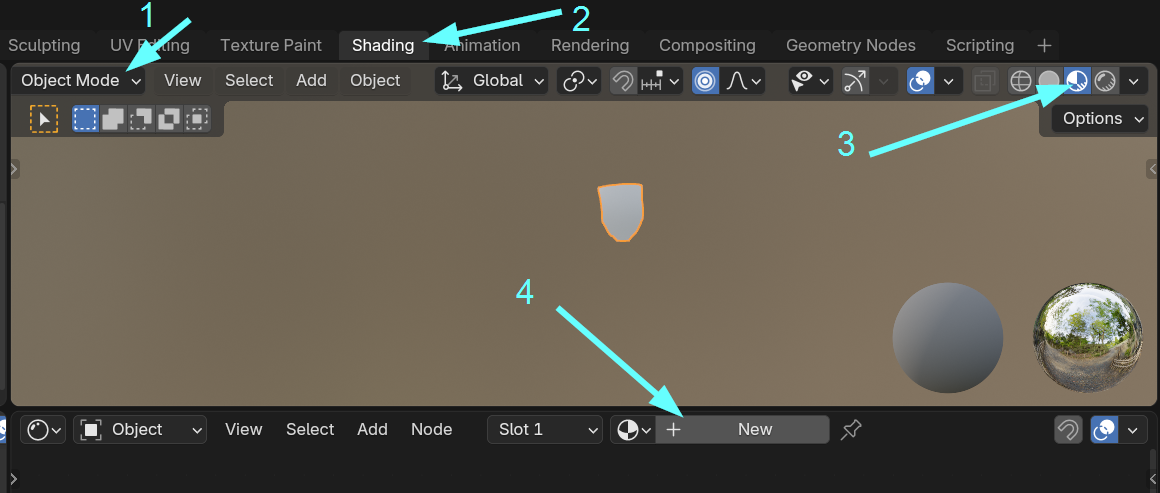 1
2
Sculpting UV Editing Texture Paint Shading Animation Rendering Compositing Geometry Nodes Scripting +
Object Mode View Select Add Object Global
Options
3
4
Object View Select Add Node Slot 1 + New